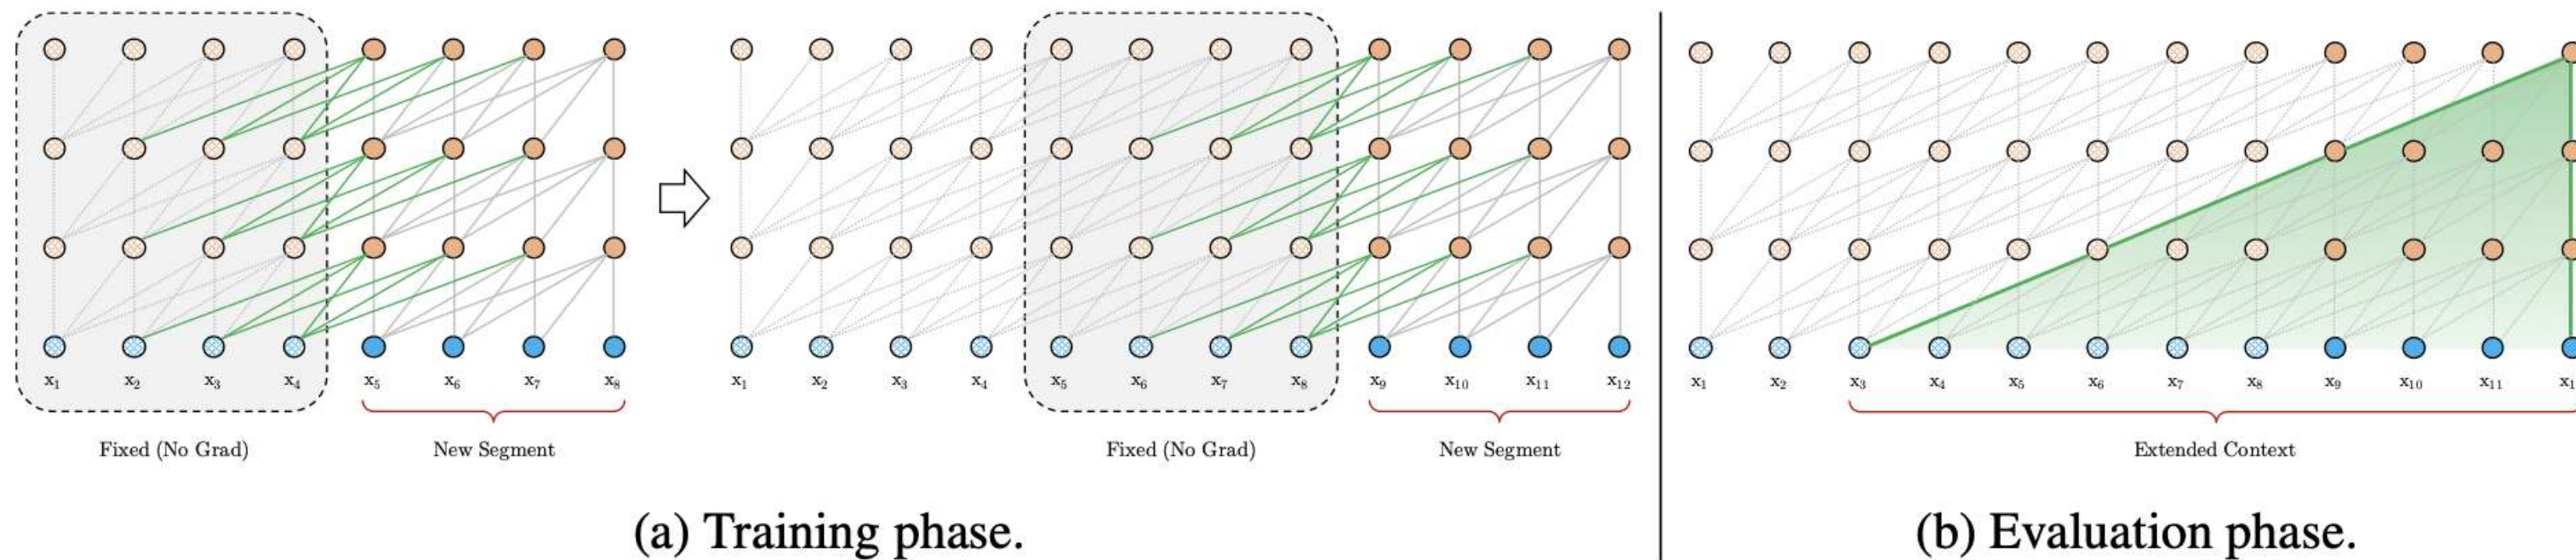 x₁ x₂ x₃ x₄ x₅ x₆ x₇ x₈
Fixed (No Grad)
New Segment
x₁ x₂ x₃ x₄ x₅ x₆ x₇ x₈ x₉ x₁₀ x₁₁ x₁₂
Fixed (No Grad)
New Segment
(a) Training phase.
x₁ x₂ x₃ x₄ x₅ x₆ x₇ x₈ x₉ x₁₀ x₁₁
Extended Context
(b) Evaluation phase.